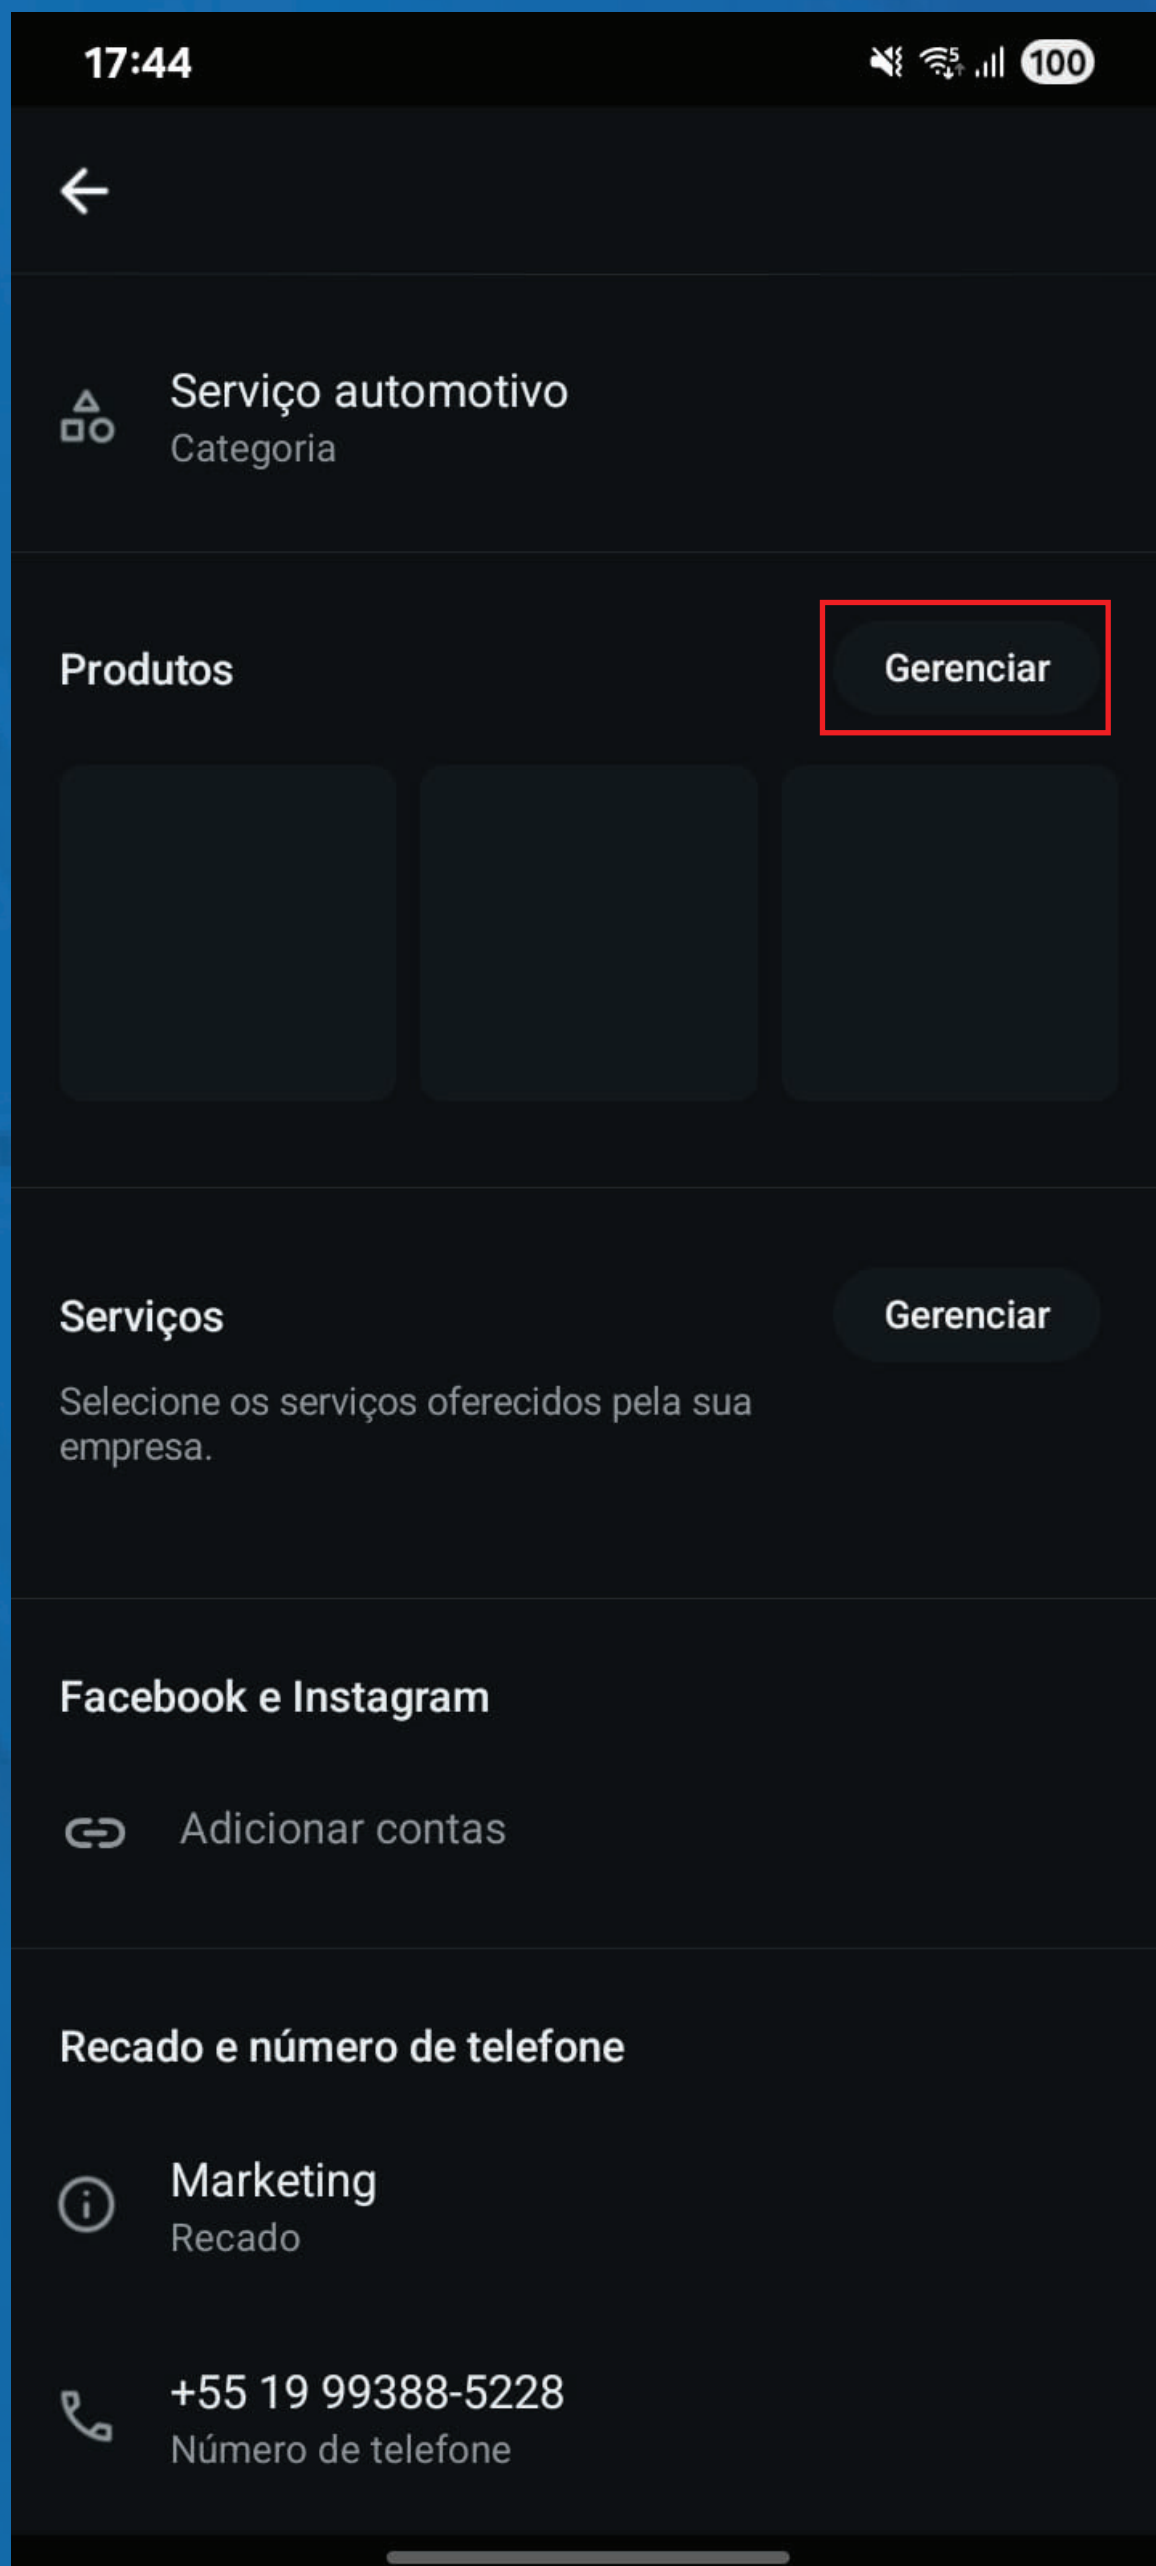 17:44
5 100
Serviço automotivo
Categoria
Produtos
Gerenciar
Serviços
Gerenciar
Selecione os serviços oferecidos pela sua
empresa.
Facebook e Instagram
Adicionar contas
Recado e número de telefone
Marketing
Recado
+55 19 99388-5228
Número de telefone